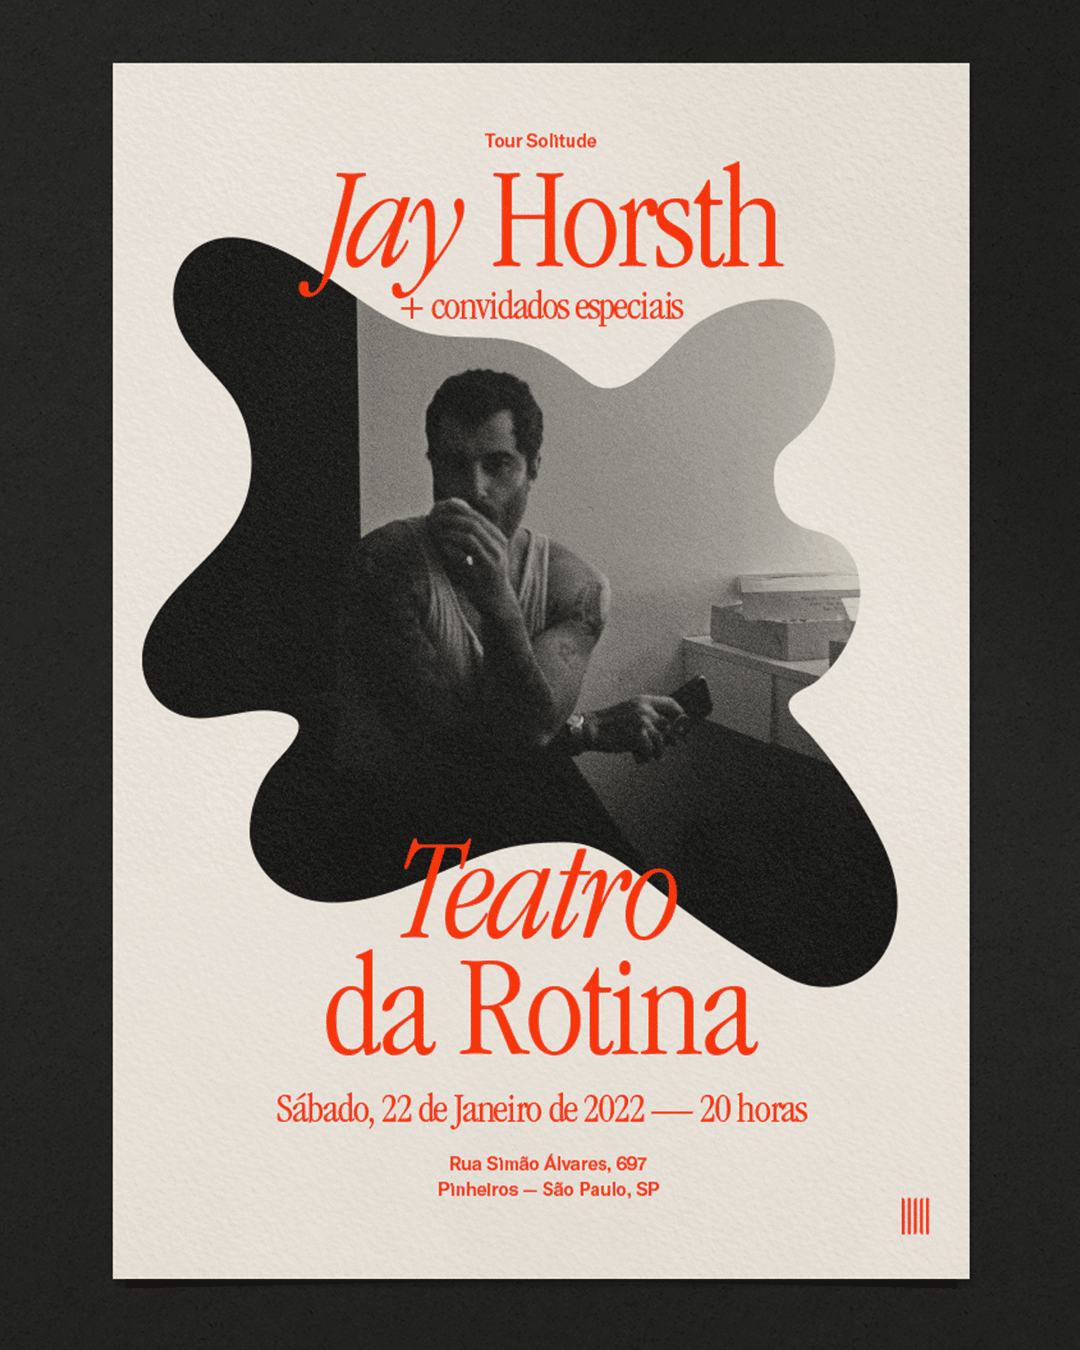 Tour Solitude
Jay Horsth
+ convidados especiais
Teatro
da Rotina
Sábado, 22 de Janeiro de 2022 — 20 horas
Rua Simão Álvares, 697
Pinheiros — São Paulo, SP